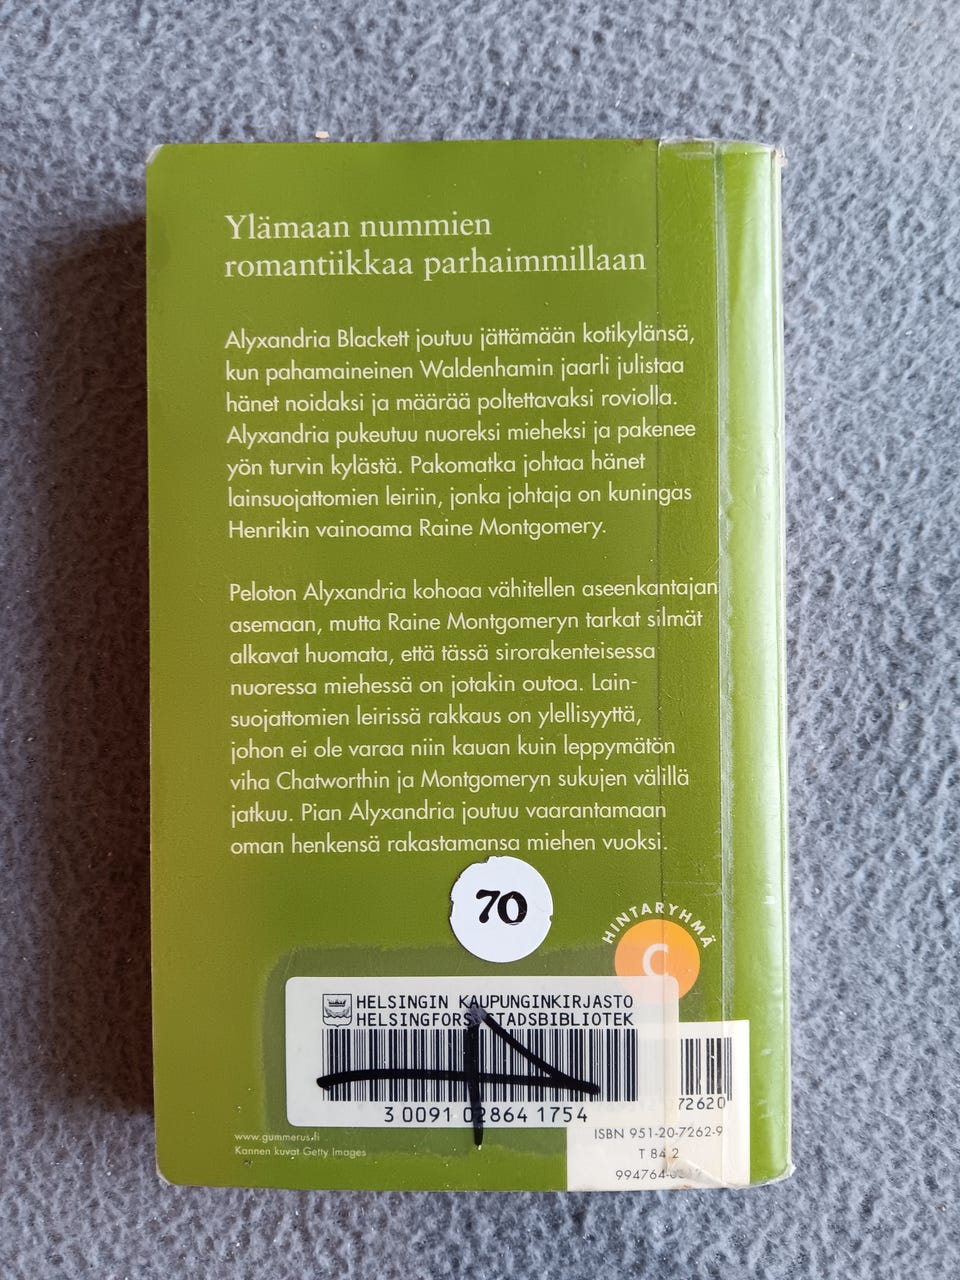 Ylämaan nummien
romantiikkaa parhaimmillaan
Alyxandria Blackett joutuu jättämään kotikylänsä,
kun pahamaineinen Waldenhamin jaarli julistaa
hänet noidaksi ja määrää poltettavaksi roviolla.
Alyxandria pukeutuu nuoreksi mieheksi ja pakenee
yön turvin kylästä. Pakomatka johtaa hänet
lainsuojattomien leiriin, jonka johtaja on kuningas
Henrikin vainoama Raine Montgomery.
Peloton Alyxandria kohoaa vähitellen aseenkantajan
asemaan, mutta Raine Montgomeryn tarkat silmät
alkavat huomata, että tässä sirorakenteisessa
nuoressa miehessä on jotakin outoa. Lain-
suojattomien leirissä rakkaus on ylellisyyttä,
johon ei ole varaa niin kauan kuin leppymätön
viha Chatworthin ja Montgomeryn sukujen välillä
jatkuu. Pian Alyxandria joutuu vaarantamaan
oman henkensä rakastamansa miehen vuoksi.
70
HINTARYHMÄ
C
HELSINGIN KAUPUNGINKIRJASTO
HELSINGFORS STADSBIBLIOTEK
3 0091 02864 1754
72620
ISBN 951-20-7262-9
T 84.2
www.gummerus.fi
Kannen kuvat Getty Images